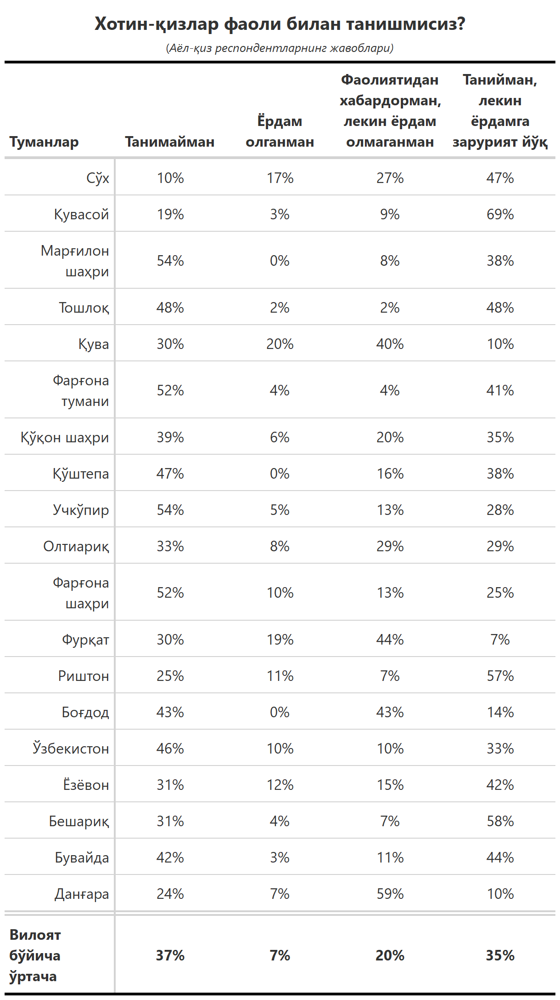 Хотин-қизлар фаоли билан танишмисиз?
(Аёл-қиз респондентларнинг жавоблари)
Туманлар Танимайман Ёрдам олганман Фаолиятидан хабардорман, лекин ёрдам олмаганман Танийман, лекин ёрдамга зарурият йўқ
Сўх 10% 17% 27% 47%
Қувасой 19% 3% 9% 69%
Марғилон шаҳри 54% 0% 8% 38%
Тошлоқ 48% 2% 2% 48%
Қува 30% 20% 40% 10%
Фарғона тумани 52% 4% 4% 41%
Қўқон шаҳри 39% 6% 20% 35%
Қўштепа 47% 0% 16% 38%
Учкўпир 54% 5% 13% 28%
Олтиариқ 33% 8% 29% 29%
Фарғона шаҳри 52% 10% 13% 25%
Фурқат 30% 19% 44% 7%
Риштон 25% 11% 7% 57%
Боғдод 43% 0% 43% 14%
Ўзбекистон 46% 10% 10% 33%
Ёзёвон 31% 12% 15% 42%
Бешариқ 31% 4% 7% 58%
Бувайда 42% 3% 11% 44%
Данғара 24% 7% 59% 10%
Вилоят бўйича ўртача 37% 7% 20% 35%